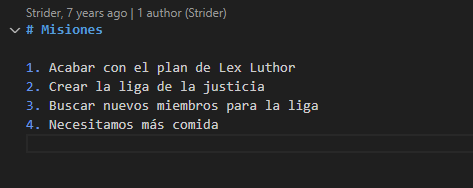 Strider, 7 years ago | 1 author (Strider)
# Misiones
1. Acabar con el plan de Lex Luthor
2. Crear la liga de la justicia
3. Buscar nuevos miembros para la liga
4. Necesitamos más comida